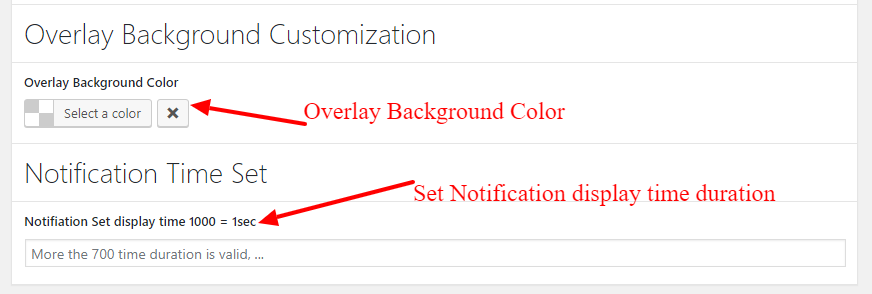 Overlay Background Customization
Overlay Background Color
Select a color
Overlay Background Color
Notification Time Set
Set Notification display time duration
Notifiation Set display time 1000 = 1sec
More the 700 time duration is valid, ...